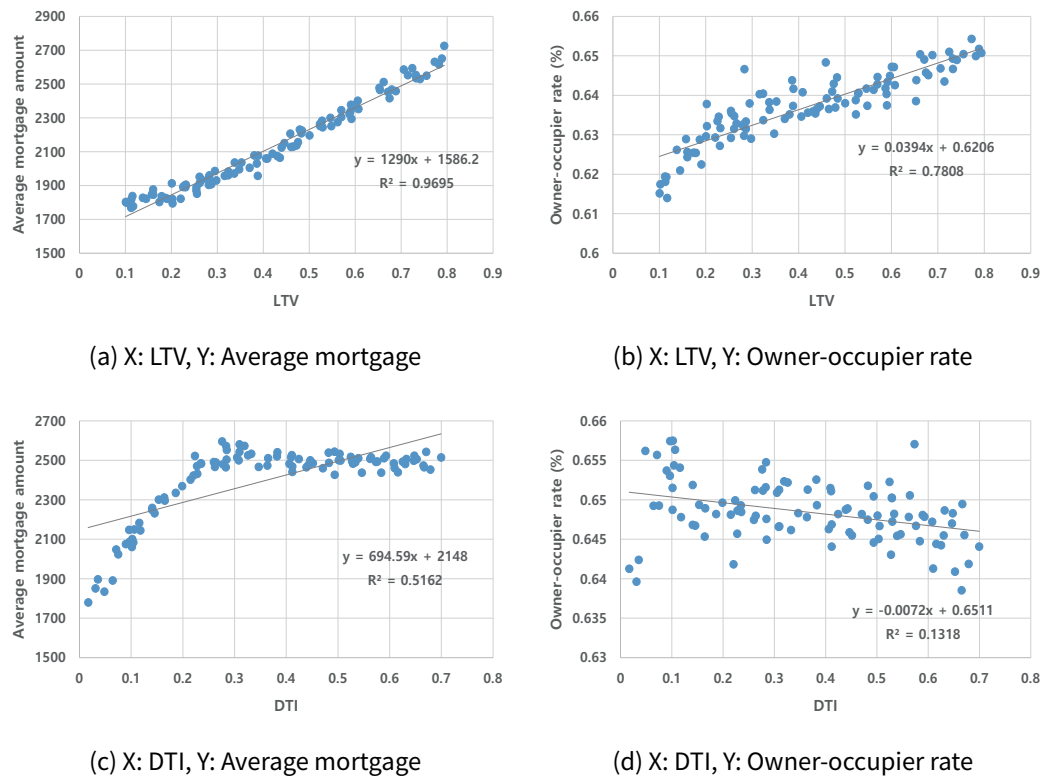 Average mortgage amount
2900
2700
2500
2300
2100
1900
1700
1500
y = 1290x + 1586.2
R² = 0.9695
0 0.1 0.2 0.3 0.4 0.5 0.6 0.7 0.8 0.9
LTV
(a) X: LTV, Y: Average mortgage
Owner-occupier rate (%)
0.66
0.65
0.64
0.63
0.62
0.61
0.6
y = 0.0394x + 0.6206
R² = 0.7808
0 0.1 0.2 0.3 0.4 0.5 0.6 0.7 0.8 0.9
LTV
(b) X: LTV, Y: Owner-occupier rate
Average mortgage amount
2700
2500
2300
2100
1900
1700
1500
y = 694.59x + 2148
R² = 0.5162
0 0.1 0.2 0.3 0.4 0.5 0.6 0.7 0.8
DTI
(c) X: DTI, Y: Average mortgage
Owner-occupier rate (%)
0.66
0.655
0.65
0.645
0.64
0.635
0.63
y = -0.0072x + 0.6511
R² = 0.1318
0 0.1 0.2 0.3 0.4 0.5 0.6 0.7 0.8
DTI
(d) X: DTI, Y: Owner-occupier rate